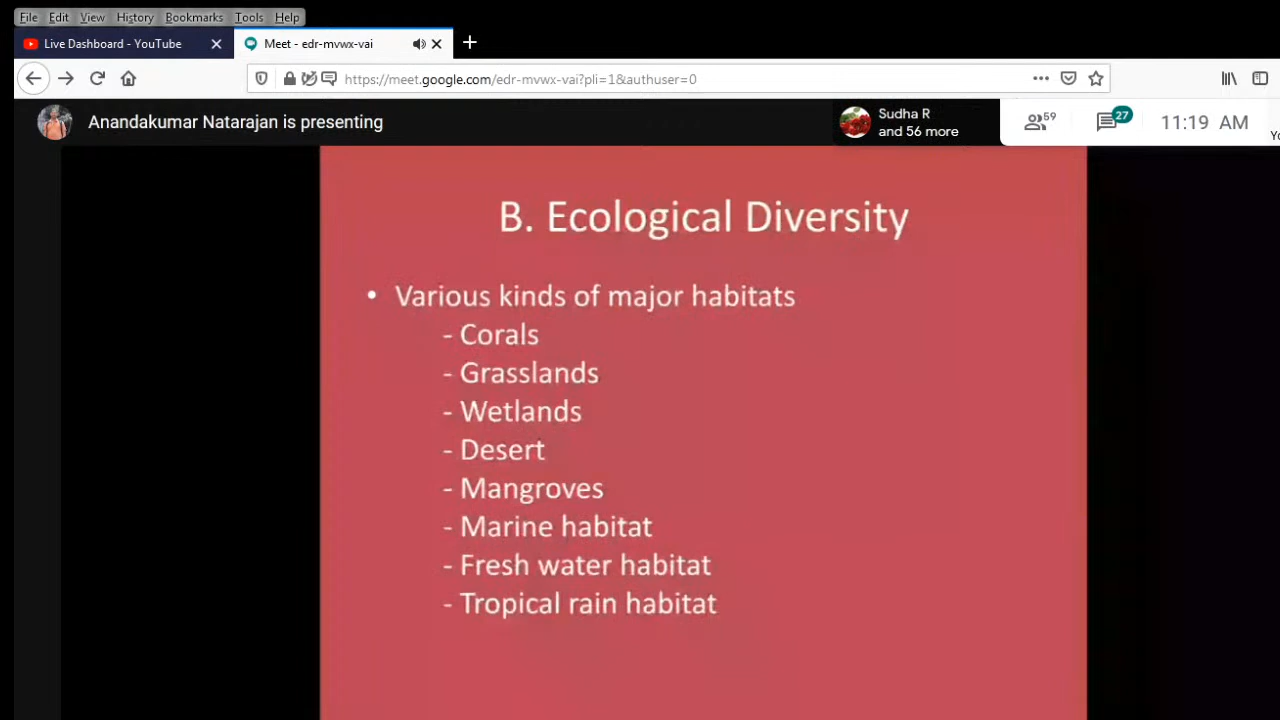 File Edit View History Bookmarks Tools Help
Live Dashboard - YouTube
Meet - edr-mvwx-vai
https://meet.google.com/edr-mvwx-vai?pli=1&authuser=0
Anandakumar Natarajan is presenting
Sudha R
and 56 more
59
27
11:19 AM
B. Ecological Diversity
• Various kinds of major habitats
- Corals
- Grasslands
- Wetlands
- Desert
- Mangroves
- Marine habitat
- Fresh water habitat
- Tropical rain habitat